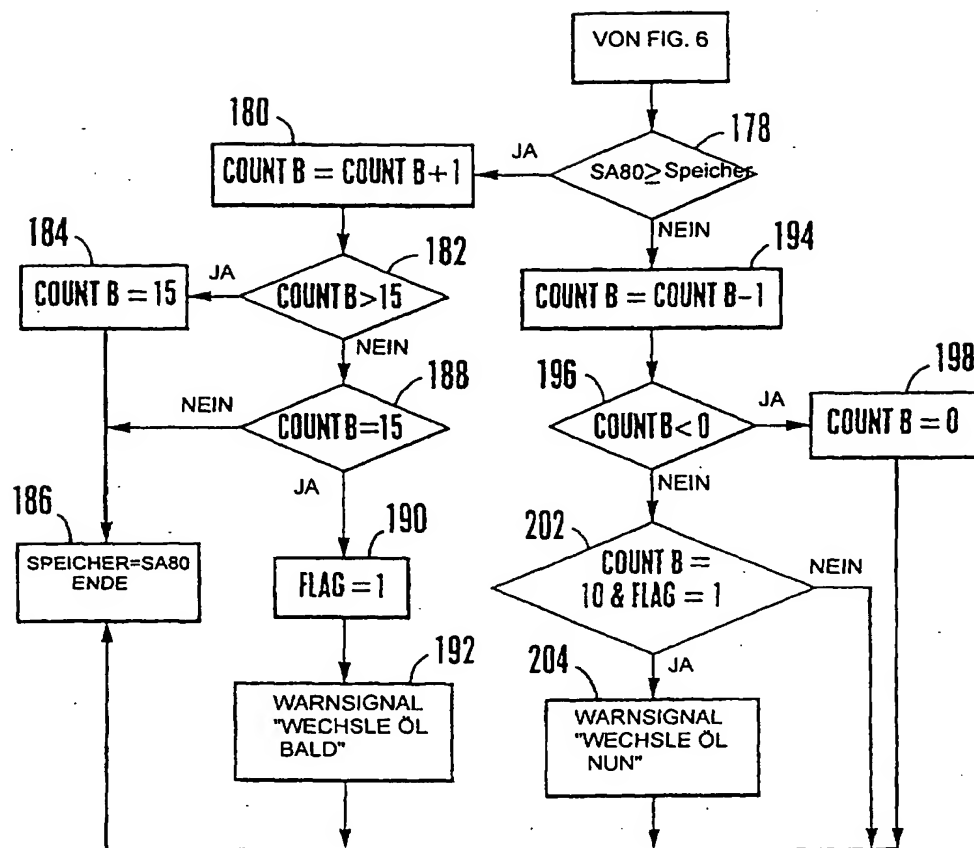 VON FIG. 6
178
SA80≥Speicher
JA
NEIN
180
COUNT B = COUNT B+1
182
COUNT B>15
JA
NEIN
184
COUNT B = 15
188
COUNT B=15
NEIN
JA
186
SPEICHER=SA80
ENDE
190
FLAG = 1
192
WARNSIGNAL
"WECHSLE ÖL
BALD"
194
COUNT B = COUNT B-1
196
COUNT B< 0
JA
NEIN
198
COUNT B = 0
202
COUNT B =
10 & FLAG = 1
NEIN
JA
204
WARNSIGNAL
"WECHSLE ÖL
NUN"